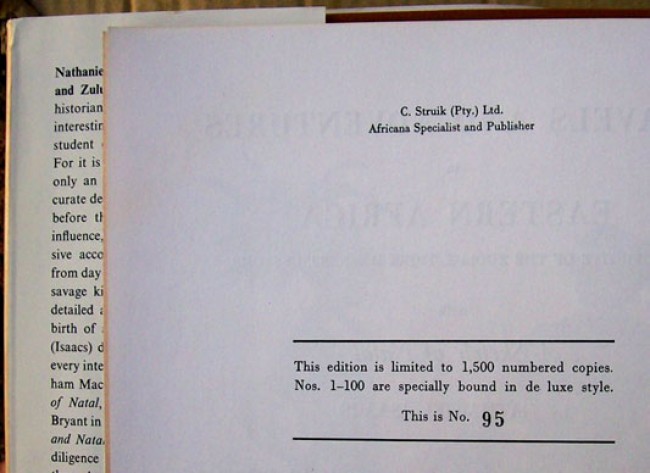 Nathanie
and Zulu
historian
interestin
student
For it is
only an
curate de
before th
influence,
sive acco
from day
savage ki
detailed a
birth of
(Isaacs) d
every inte
ham Mac
of Natal,
Bryant in
and Nata
diligence
C. Struik (Pty.) Ltd.
Africana Specialist and Publisher
EASTERN AFRICA
This edition is limited to 1,500 numbered copies.
Nos. 1-100 are specially bound in de luxe style.
This is No. 95